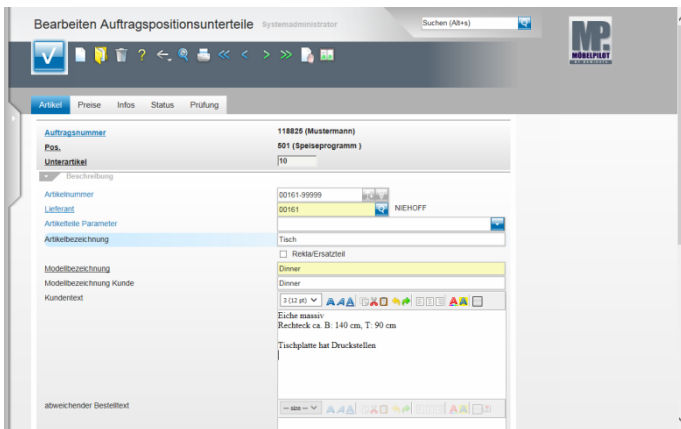 Bearbeiten Auftragspositionsunterteile Systemadministrator Suchen (Alt+s)
MP
MÖBELPILOT
Artikel Preise Infos Status Prüfung
Auftragsnummer 118825 (Mustermann)
Pos. 501 (Speiseprogramm )
Unterartikel 10
Beschreibung
Artikelnummer 00161-99999
Lieferant 00161 NIEHOFF
Artikelteile Parameter
Artikelbezeichnung Tisch
Rekla/Ersatzteil
Modellbezeichnung Dinner
Modellbezeichnung Kunde Dinner
Kundentext 3 (12 pt)
Eiche massiv
Rechteck ca. B: 140 cm, T: 90 cm
Tischplatte hat Druckstellen
abweichender Bestelltext -- size --